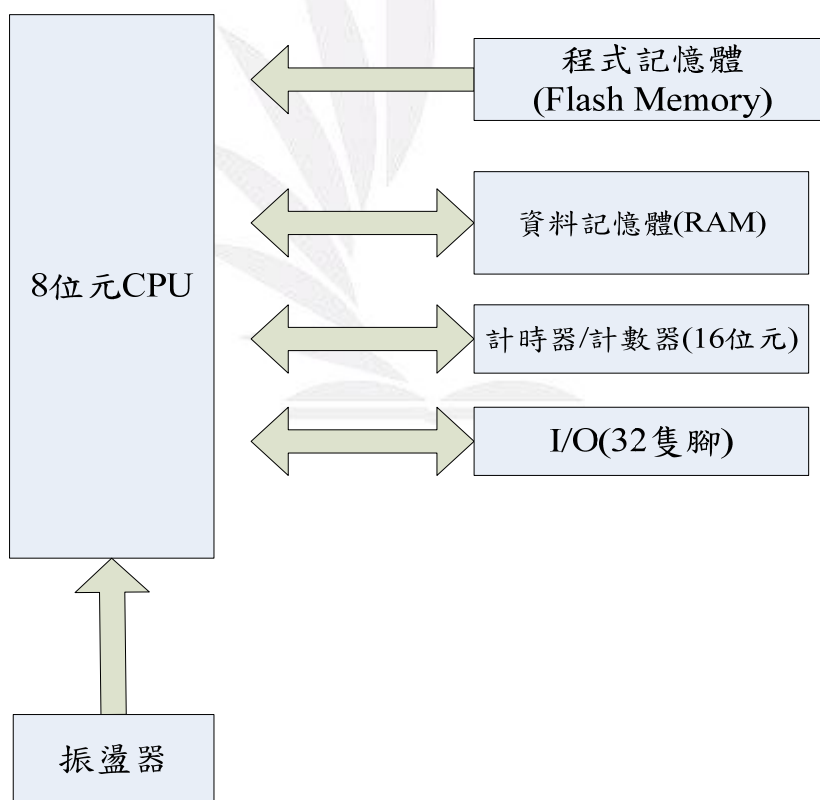 程式記憶體
(Flash Memory)
資料記憶體(RAM)
8位元CPU
計時器/計數器(16位元)
I/O(32隻腳)
振盪器